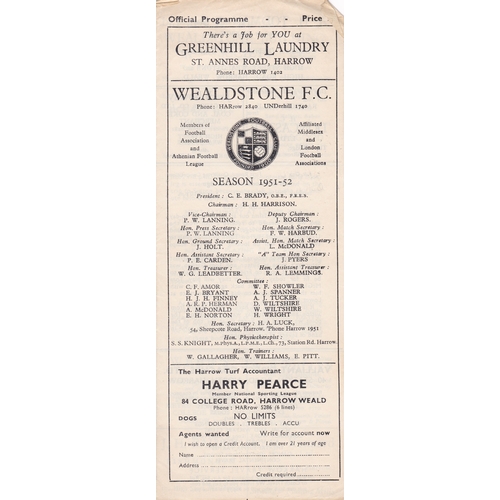 Official Programme - - Price
There's a Job for YOU at
GREENHILL LAUNDRY
ST. ANNES ROAD, HARROW
Phone: HARROW 1402
WEALDSTONE F.C.
Phone: HARrow 2840 UNDerhill 1740
Members of Football Association and Athenian Football League
Affiliated Middlesex and London Football Associations
SEASON 1951-52
President: C. E. BRADY, O.B.E., F.R.E.S.
Chairman: H. H. HARRISON.
Vice-Chairman: Deputy Chairman:
P. W. LANNING. J. ROGERS.
Hon. Press Secretary: Hon. Match Secretary:
P. W. LANNING F. W. HARBUD.
Hon. Ground Secretary: Assist. Hon. Match Secretary:
J. HOLT. L. McDONALD
Hon. Assistant Secretary: "A" Team Hon Secretary:
P. E. CARDEN. J. PYERS
Hon. Treasurer: Hon. Assistant Treasurer:
W. G. LEADBETTER. R. A. LEMMINGS.
Committee:
C. F. AMOR W. F. SHOWLER
E. J. BRYANT A. J. SPANNER
H. J. H. FINNEY A. J. TUCKER
A. R. P. HERMAN D. WILTSHIRE
A. McDONALD W. WILTSHIRE
E. H. NORTON H. WRIGHT
Hon. Secretary: H. A. LUCK,
54, Sheepcote Road, Harrow. 'Phone Harrow 1951
Hon. Physiotherapist:
S. S. KNIGHT, M.Phys.A., L.P.M.E., L.Ch., 73, Station Rd. Harrow.
Hon. Trainers:
W. GALLAGHER, W. WILLIAMS, E. PITT.
The Harrow Turf Accountant
HARRY PEARCE
Member National Sporting League
84 COLLEGE ROAD, HARROW WEALD
Phone: HARrow 5286 (6 lines)
DOGS NO LIMITS
DOUBLES . TREBLES . ACCU
Agents wanted Write for account now
I wish to open a Credit Account. I am over 21 years of age
Name
Address
Credit required